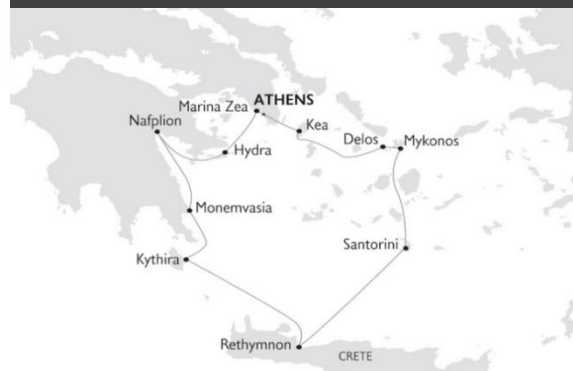 Marina Zea ATHENS
Nafplion
Kea
Delos
Mykonos
Hydra
Monemvasia
Santorini
Kythira
Rethymnon
CRETE